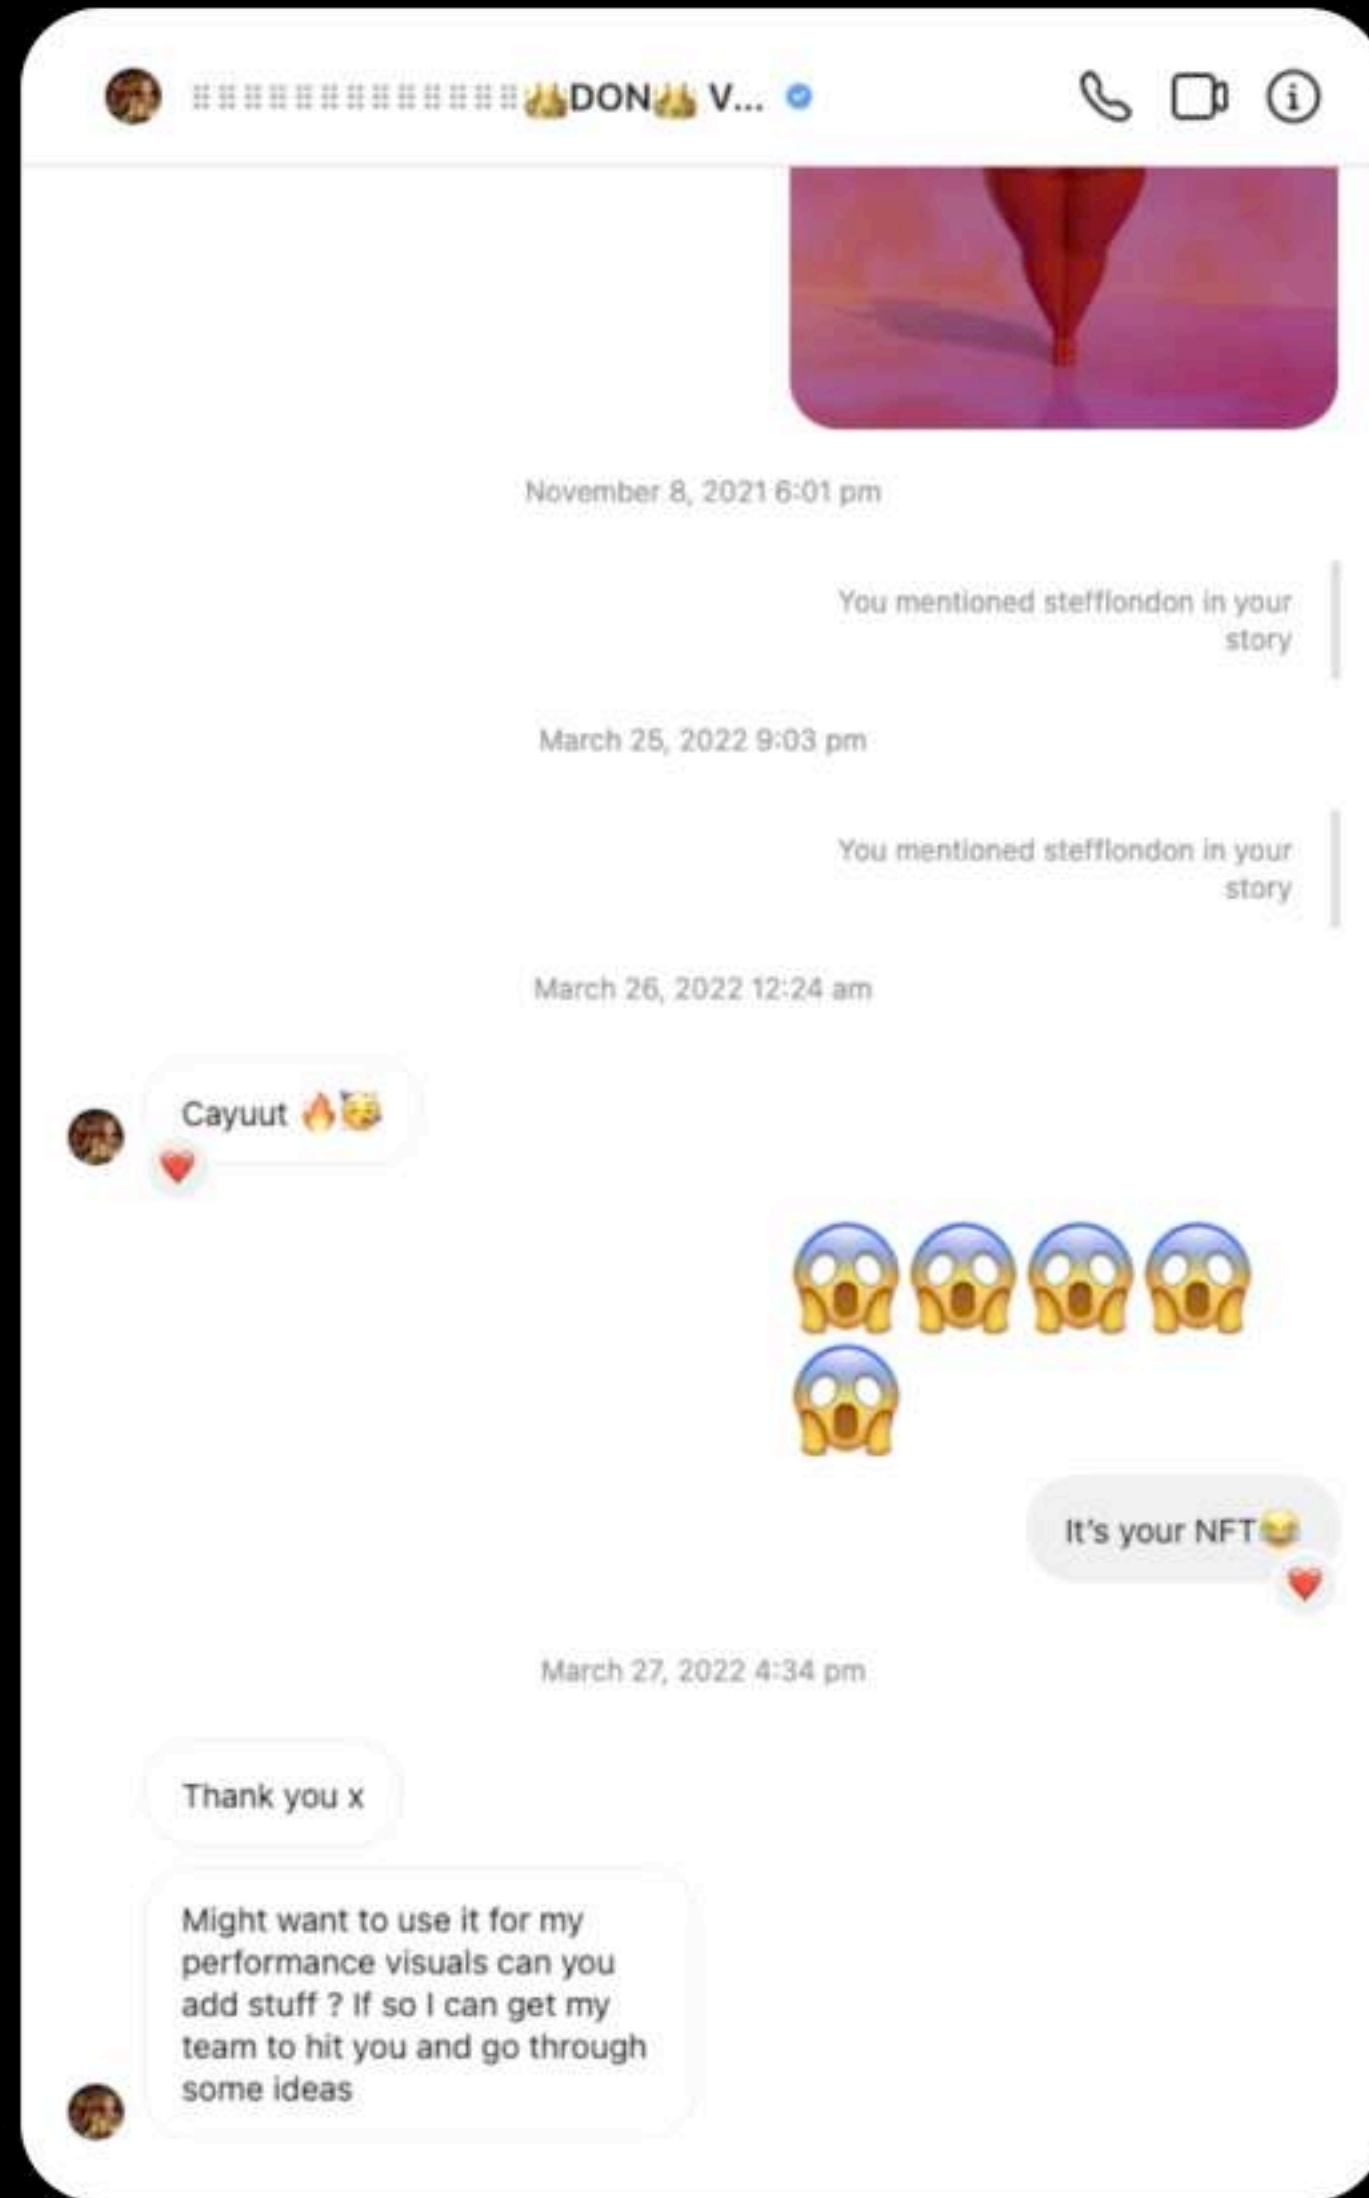 ⠿⠿⠿⠿⠿⠿⠿⠿⠿⠿⠿⠿⠿👑DON👑 V...
November 8, 2021 6:01 pm
You mentioned stefflondon in your
story
March 25, 2022 9:03 pm
You mentioned stefflondon in your
story
March 26, 2022 12:24 am
Cayuut 🔥🥳
❤️
😱😱😱😱
😱
It's your NFT😂
❤️
March 27, 2022 4:34 pm
Thank you x
Might want to use it for my
performance visuals can you
add stuff ? If so I can get my
team to hit you and go through
some ideas